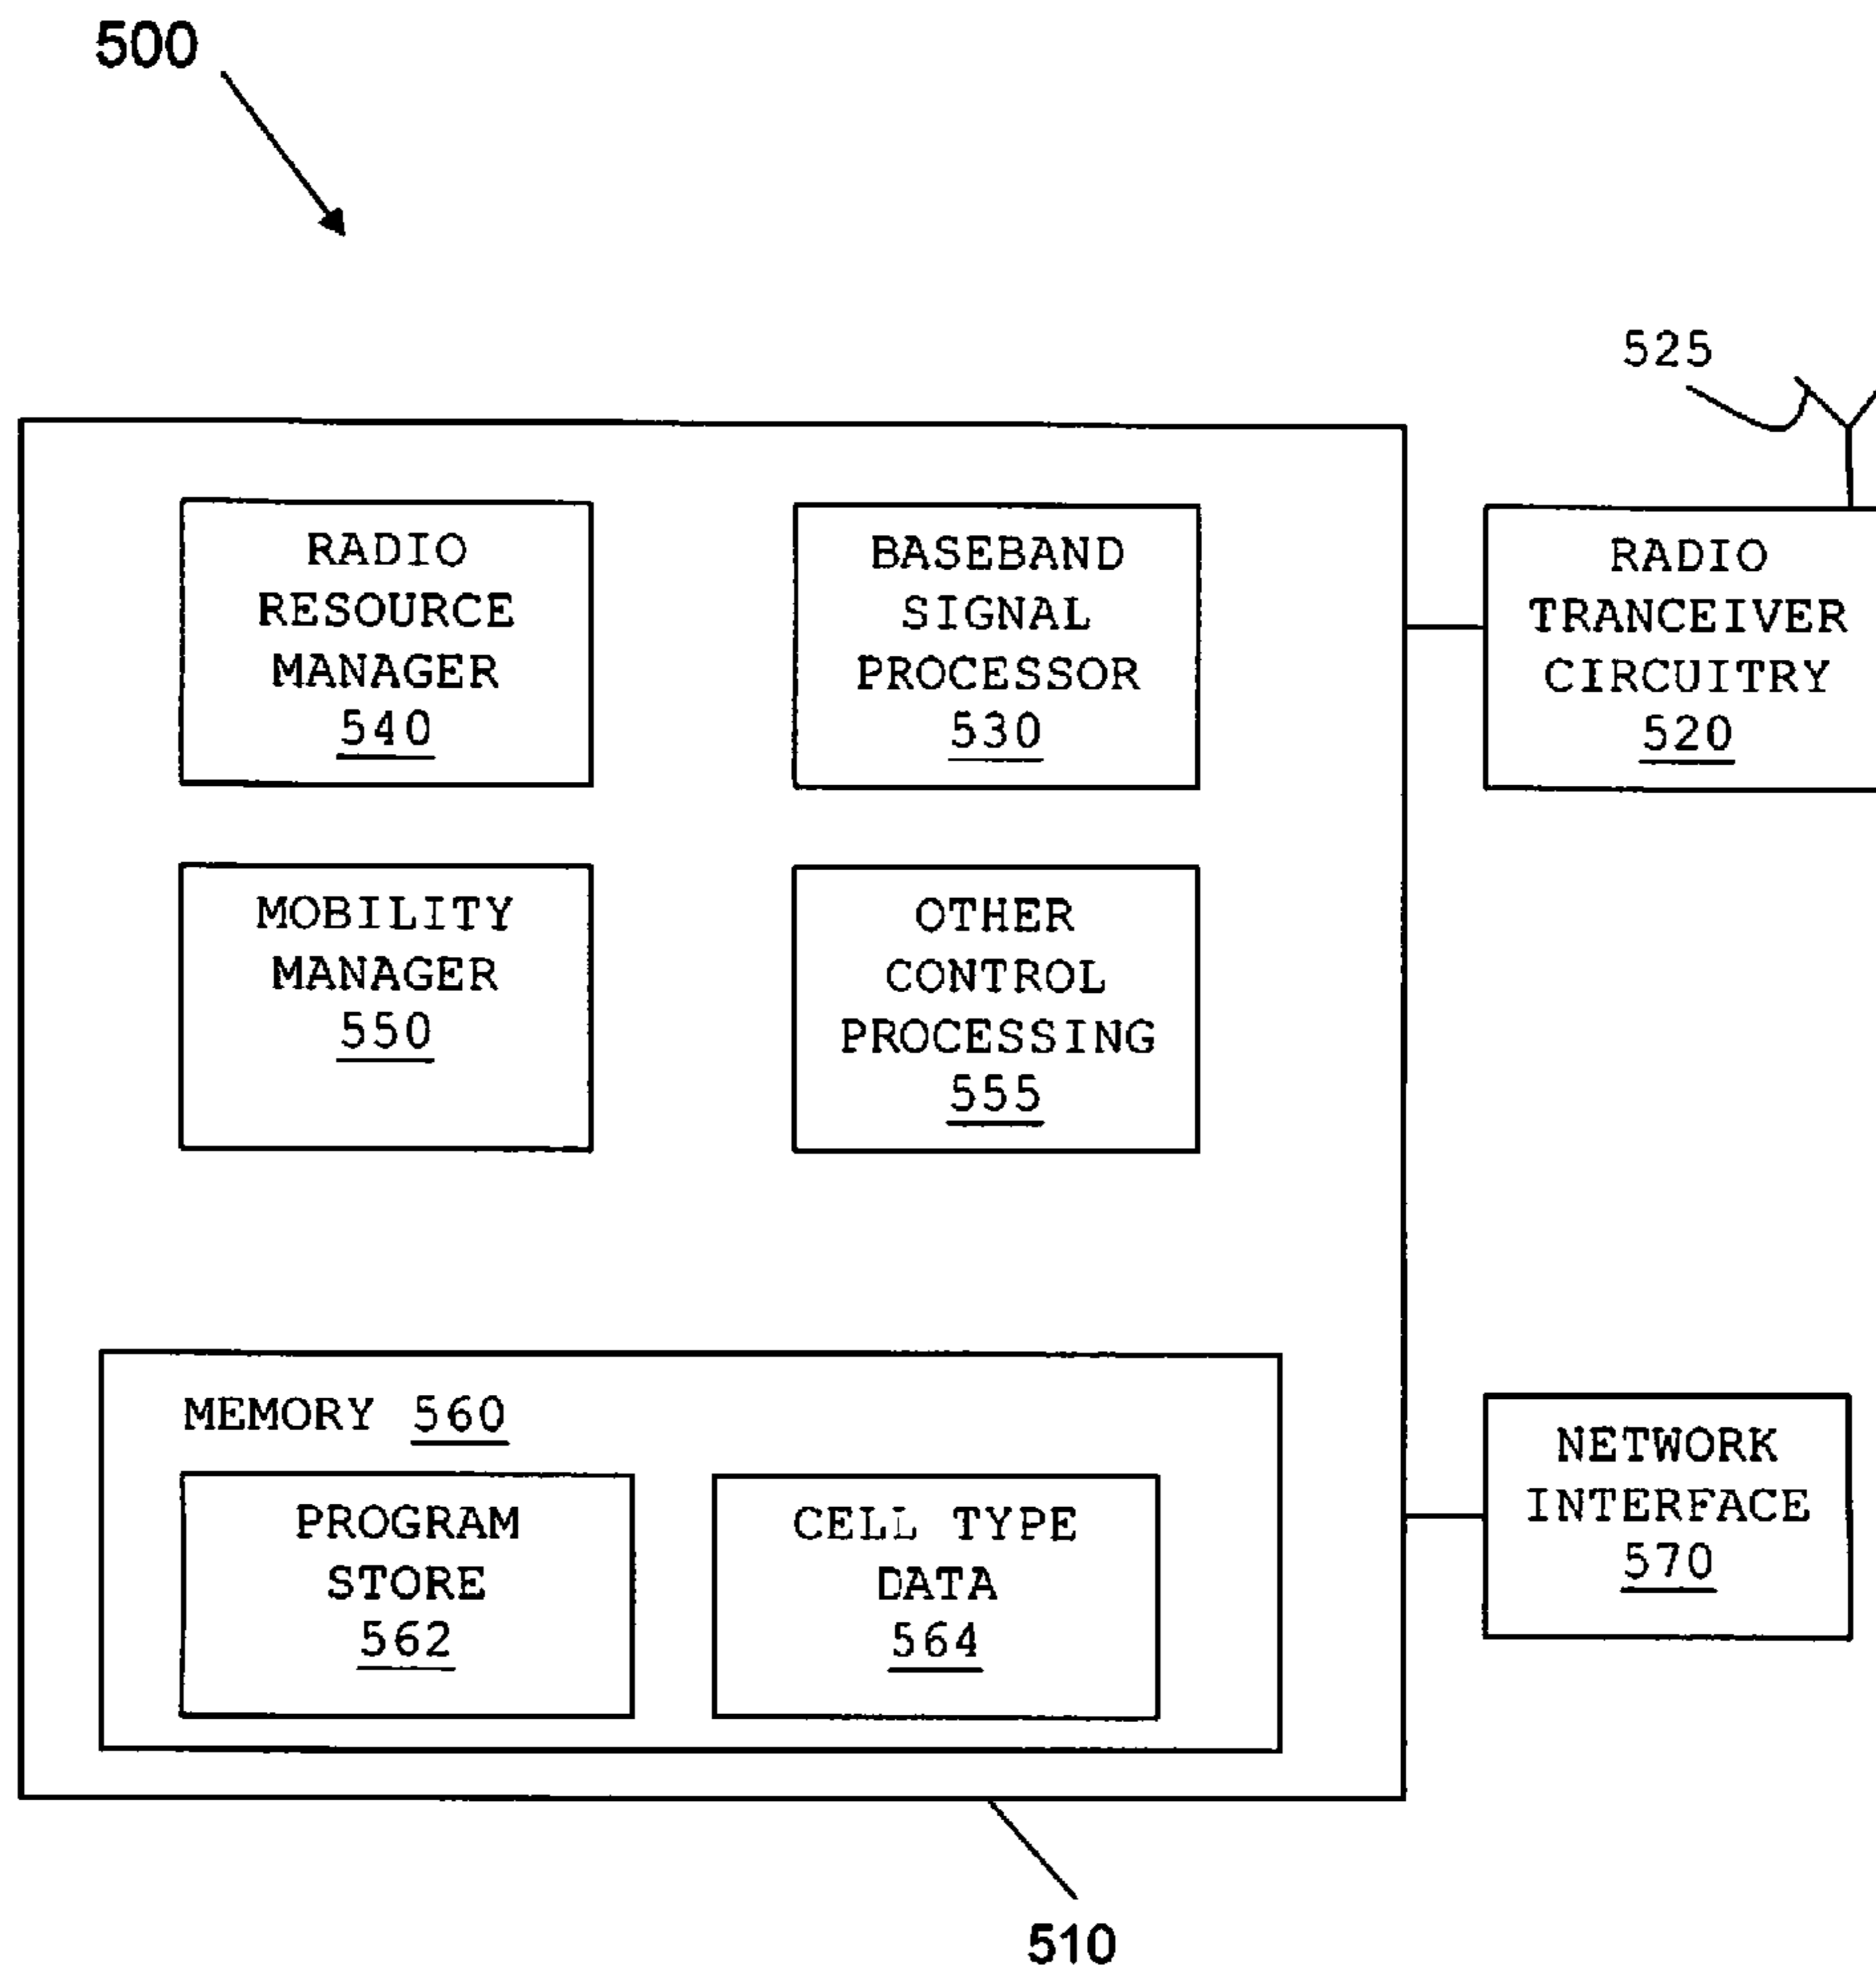 500
525
RADIO
RESOURCE
MANAGER
540
BASEBAND
SIGNAL
PROCESSOR
530
RADIO
TRANCEIVER
CIRCUITRY
520
MOBILITY
MANAGER
550
OTHER
CONTROL
PROCESSING
555
MEMORY 560
PROGRAM
STORE
562
CELL TYPE
DATA
564
NETWORK
INTERFACE
570
510